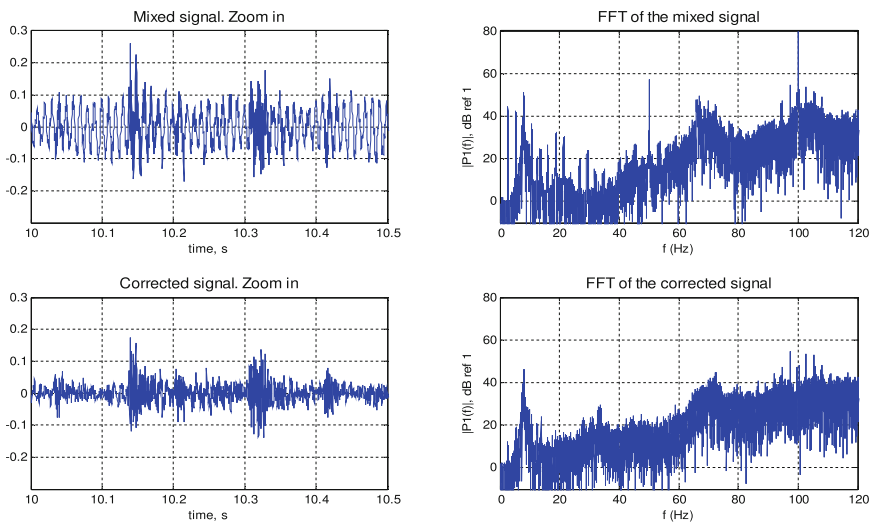 Mixed signal. Zoom in
0.3
0.2
0.1
0
-0.1
-0.2
10 10.1 10.2 10.3 10.4 10.5
time, s
FFT of the mixed signal
80
60
40
20
0
|P1(f)|, dB ref 1
0 20 40 60 80 100 120
f (Hz)
Corrected signal. Zoom in
0.3
0.2
0.1
0
-0.1
-0.2
10 10.1 10.2 10.3 10.4 10.5
time, s
FFT of the corrected signal
80
60
40
20
0
|P1(f)|, dB ref 1
0 20 40 60 80 100 120
f (Hz)